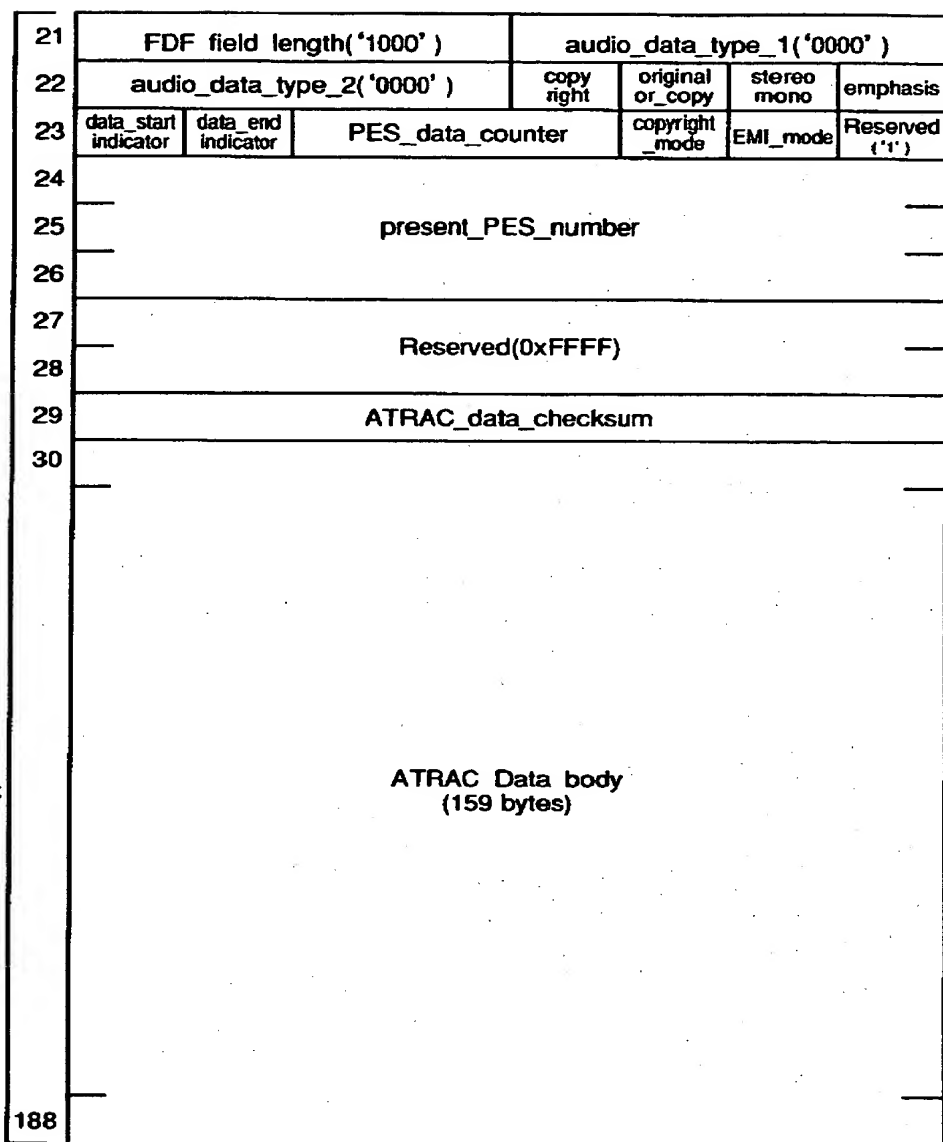 21 FDF field length('1000') audio_data_type_1('0000')
22 audio_data_type_2('0000') copy right original or_copy stereo mono emphasis
23 data_start indicator data_end indicator PES_data_counter copyright _mode EMI_mode Reserved ('1')
24
25 present_PES_number
26
27
Reserved(0xFFFF)
28
29 ATRAC_data_checksum
30
ATRAC Data body
(159 bytes)
188